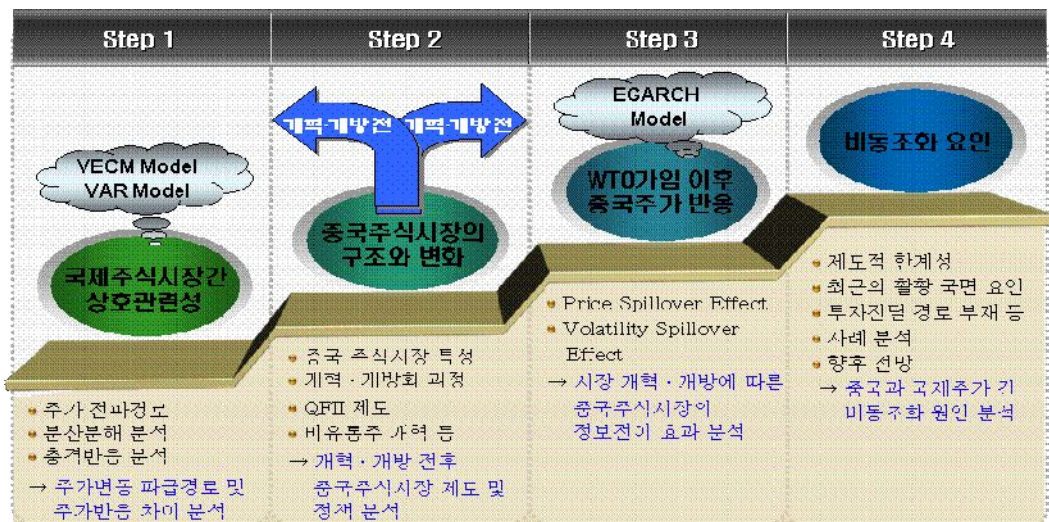 Step 1
Step 2
Step 3
Step 4
VECM Model
VAR Model
국제주식시장간
상호관련성
주가 전파경로
분산분해 분석
충격반응 분석
→ 주가변동 파급경로 및
주가반응 차이 분석
개혁·개방전
개혁·개방전
중국주식시장의
구조와 변화
중국 주식시장 특성
개혁·개방화 과정
QFII 제도
비유통주 개혁 등
→ 개혁·개방 전후
중국주식시장 제도 및
정책 분석
EGARCH
Model
WTO가입 이후
중국주가 반응
Price Spillover Effect
Volatility Spillover
Effect
→ 시장 개혁·개방에 따른
중국주식시장의
정보전이 효과 분석
비동조화 요인
제도적 한계성
최근의 활황 국면 요인
투자진단 경로 부재 등
사례 분석
향후 전망
→ 중국과 국제주가 간
비동조화 원인 분석